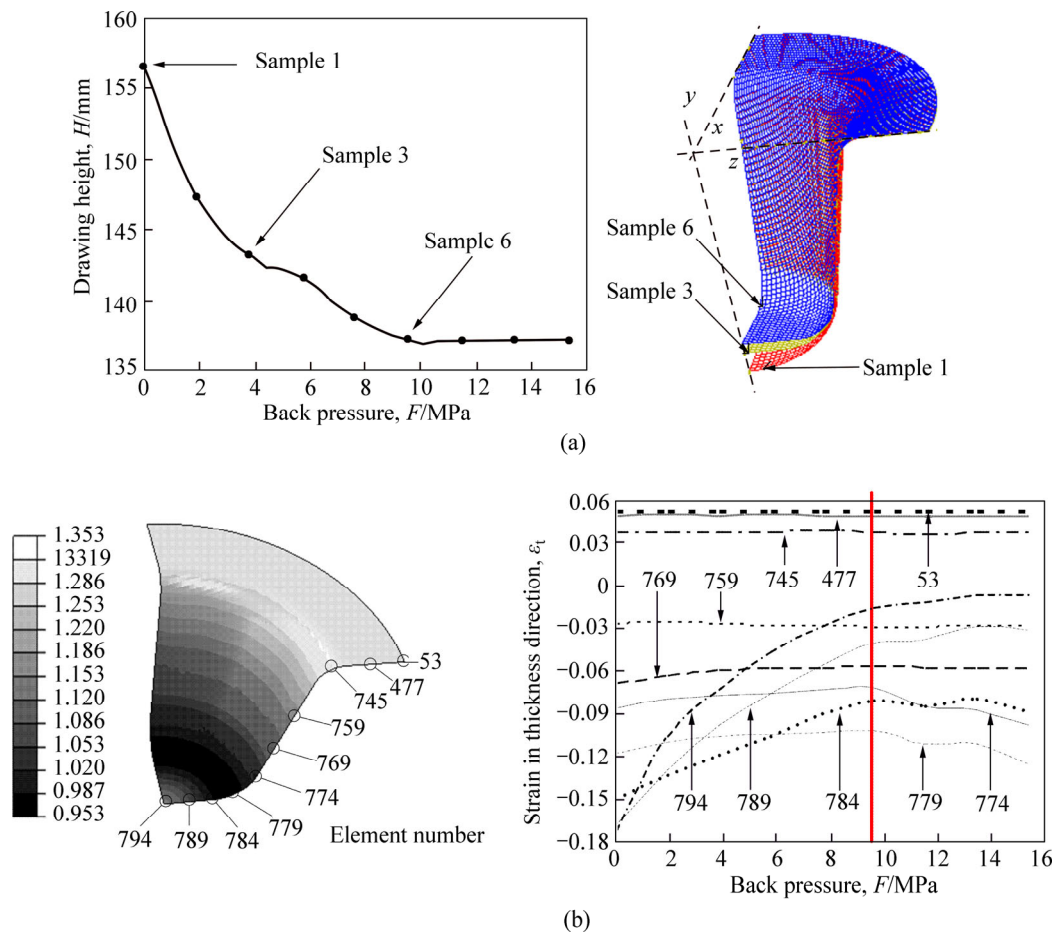 160
155
150
145
140
135
Drawing height, H/mm
Sample 1
Sample 3
Samplc 6
0 2 4 6 8 10 12 14 16
Back pressure, F/MPa
y
x
z
Sample 6
Sample 3
Sample 1
(a)
1.353
13319
1.286
1.253
1.220
1.186
1.153
1.120
1.086
1.053
1.020
0.987
0.953
53
477
745
759
769
774
779
784
789
794
Element number
0.06
0.03
0
−0.03
−0.06
−0.09
−0.12
−0.15
−0.18
Strain in thickness direction, εt
769 759 745 477 53
794 789 784 779 774
0 2 4 6 8 10 12 14 16
Back pressure, F/MPa
(b)